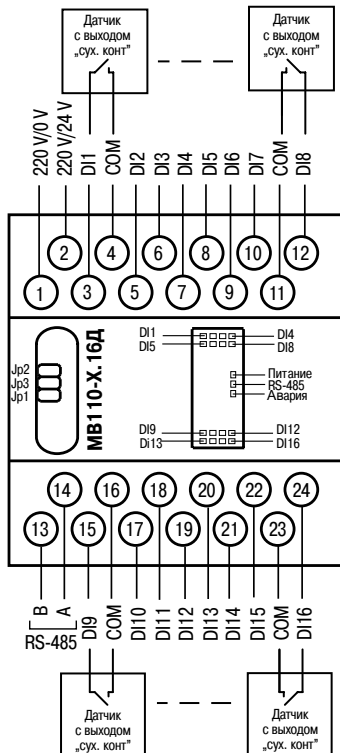 Датчик
с выходом
„сух. конт”
Датчик
с выходом
„сух. конт”
220 V/0 V
220 V/24 V
DI1
COM
DI2
DI3
DI4
DI5
DI6
DI7
COM
DI8
2
4
6
8
10
12
1
3
5
7
9
11
Jp2
Jp3
Jp1
МВ110-Х.16Д
DI1
DI5
DI4
DI8
Питание
RS-485
Авария
DI9
Di13
DI12
DI16
14
16
18
20
22
24
13
15
17
19
21
23
B
A
RS-485
DI9
COM
DI10
DI11
DI12
DI13
DI14
DI15
COM
DI16
Датчик
с выходом
„сух. конт”
Датчик
с выходом
„сух. конт”